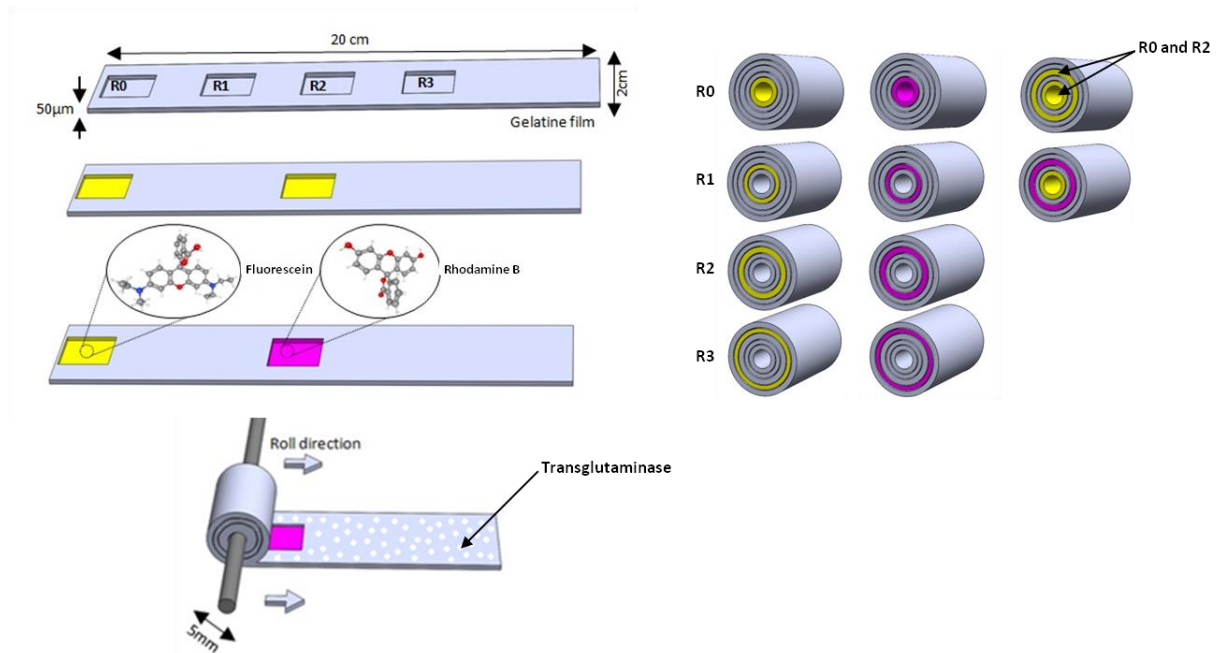 20 cm
R0
R1
R2
R3
50µm
2cm
Gelatine film
Fluorescein
Rhodamine B
Roll direction
Transglutaminase
5mm
R0 and R2
R0
R1
R2
R3